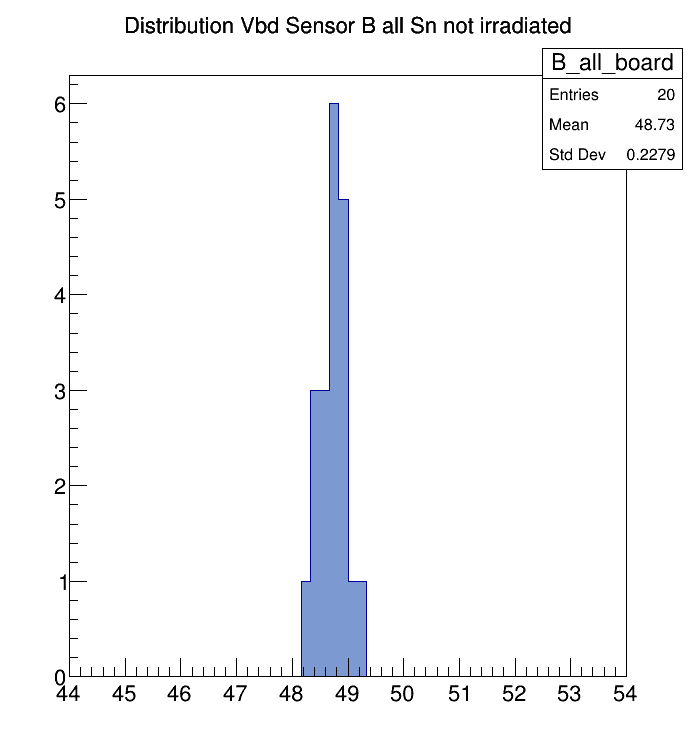 Distribution Vbd Sensor B all Sn not irradiated
B_all_board
Entries 20
Mean 48.73
Std Dev 0.2279
6
5
4
3
2
1
0
44 45 46 47 48 49 50 51 52 53 54